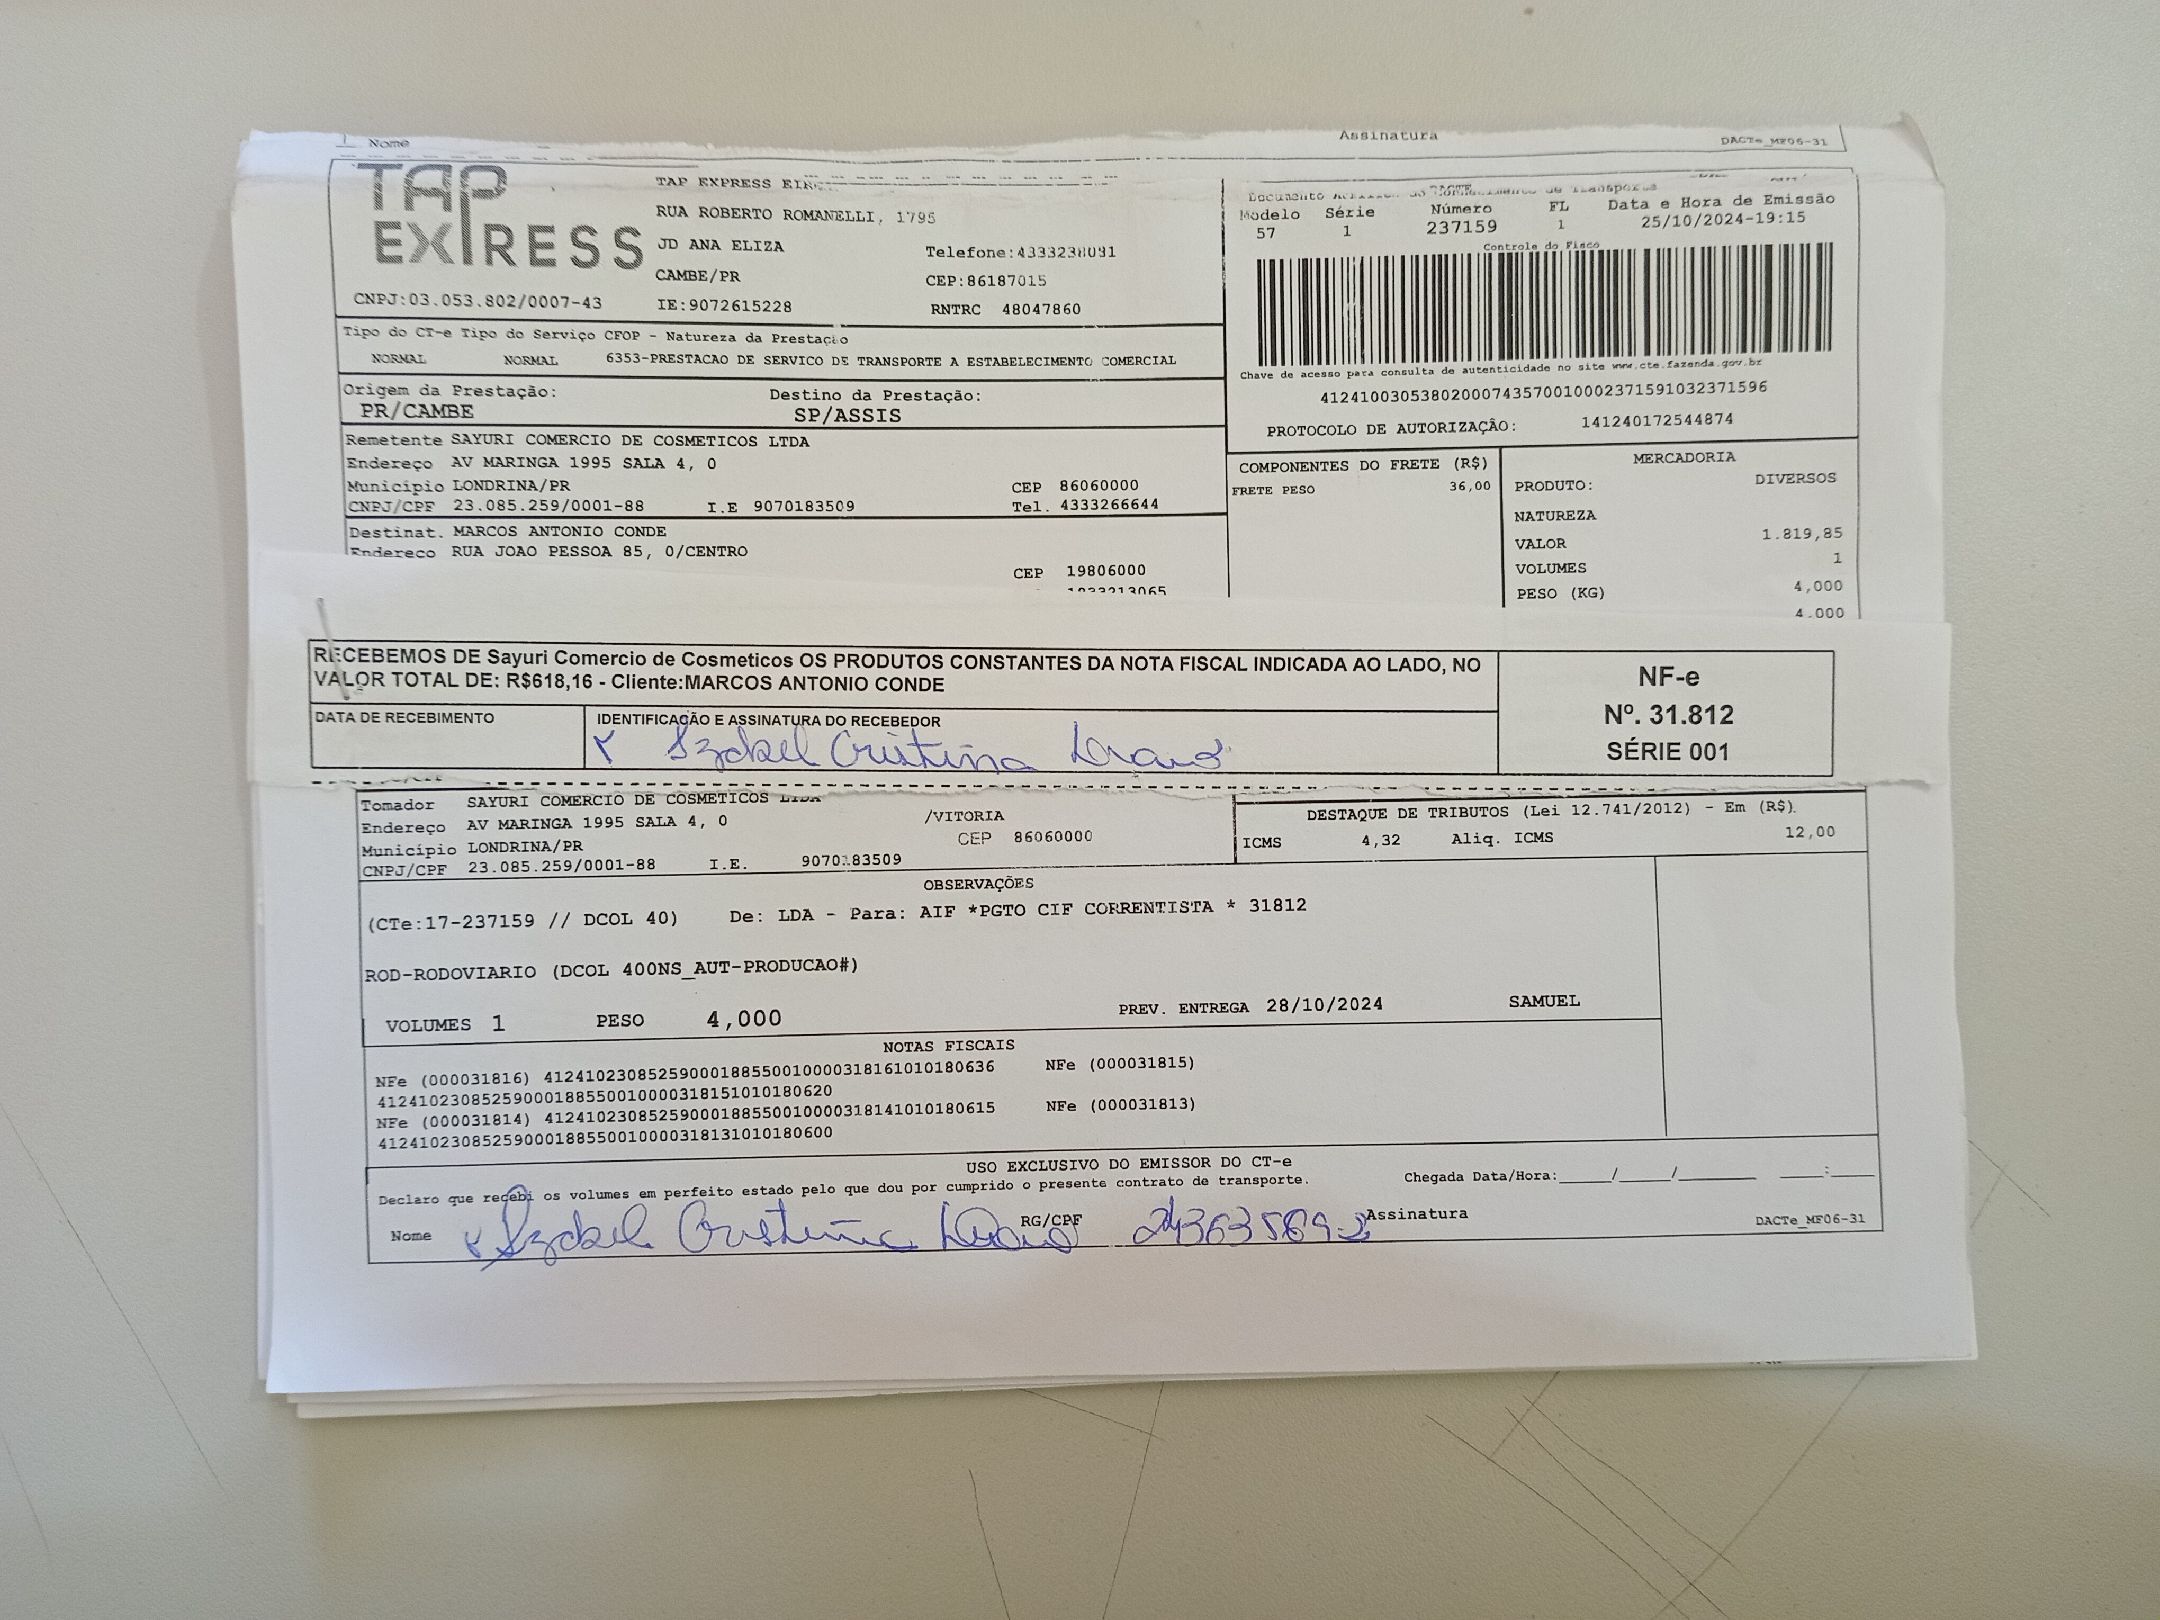 Nome Assinatura DACTe_MF06-31
TAP EXPRESS
TAP EXPRESS
RUA ROBERTO ROMANELLI, 1795
JD ANA ELIZA Telefone:4333238091
CAMBE/PR CEP:86187015
CNPJ:03.053.802/0007-43 IE:9072615228 RNTRC 48047860
Modelo Série Número FL Data e Hora de Emissão
57 1 237159 1 25/10/2024-19:15
Controle do Fisco
Chave de acesso para consulta de autenticidade no site www.cte.fazenda.gov.br
41241003053802000743570010002371591032371596
PROTOCOLO DE AUTORIZAÇÃO: 141240172544874
Tipo do CT-e Tipo do Serviço CFOP - Natureza da Prestação
NORMAL NORMAL 6353-PRESTACAO DE SERVICO DE TRANSPORTE A ESTABELECIMENTO COMERCIAL
Origem da Prestação: Destino da Prestação:
PR/CAMBE SP/ASSIS
Remetente SAYURI COMERCIO DE COSMETICOS LTDA
Endereço AV MARINGA 1995 SALA 4, 0
Município LONDRINA/PR CEP 86060000
CNPJ/CPF 23.085.259/0001-88 I.E 9070183509 Tel. 4333266644
Destinat. MARCOS ANTONIO CONDE
Endereço RUA JOAO PESSOA 85, 0/CENTRO
CEP 19806000
COMPONENTES DO FRETE (R$)
FRETE PESO 36,00
MERCADORIA
PRODUTO: DIVERSOS
NATUREZA
VALOR 1.819,85
VOLUMES 1
PESO (KG) 4,000
4,000
RECEBEMOS DE Sayuri Comercio de Cosmeticos OS PRODUTOS CONSTANTES DA NOTA FISCAL INDICADA AO LADO, NO
VALOR TOTAL DE: R$618,16 - Cliente:MARCOS ANTONIO CONDE
DATA DE RECEBIMENTO
IDENTIFICAÇÃO E ASSINATURA DO RECEBEDOR
Cristina
NF-e
Nº. 31.812
SÉRIE 001
Tomador SAYURI COMERCIO DE COSMETICOS LTDA
Endereço AV MARINGA 1995 SALA 4, 0 /VITORIA
Município LONDRINA/PR CEP 86060000
CNPJ/CPF 23.085.259/0001-88 I.E. 9070183509
DESTAQUE DE TRIBUTOS (Lei 12.741/2012) - Em (R$).
ICMS 4,32 Aliq. ICMS 12,00
OBSERVAÇÕES
(CTe:17-237159 // DCOL 40) De: LDA - Para: AIF *PGTO CIF CORRENTISTA * 31812
ROD-RODOVIARIO (DCOL 400NS_AUT-PRODUCAO#)
VOLUMES 1 PESO 4,000 PREV. ENTREGA 28/10/2024 SAMUEL
NOTAS FISCAIS
NFe (000031816) 41241023085259000188550010000318161010180636 NFe (000031815)
41241023085259000188550010000318151010180620
NFe (000031814) 41241023085259000188550010000318141010180615 NFe (000031813)
41241023085259000188550010000318131010180600
USO EXCLUSIVO DO EMISSOR DO CT-e
Declaro que recebi os volumes em perfeito estado pelo que dou por cumprido o presente contrato de transporte. Chegada Data/Hora:_____/_____/_______ ____:____
Nome Cristina RG/CPF Assinatura DACTe_MF06-31